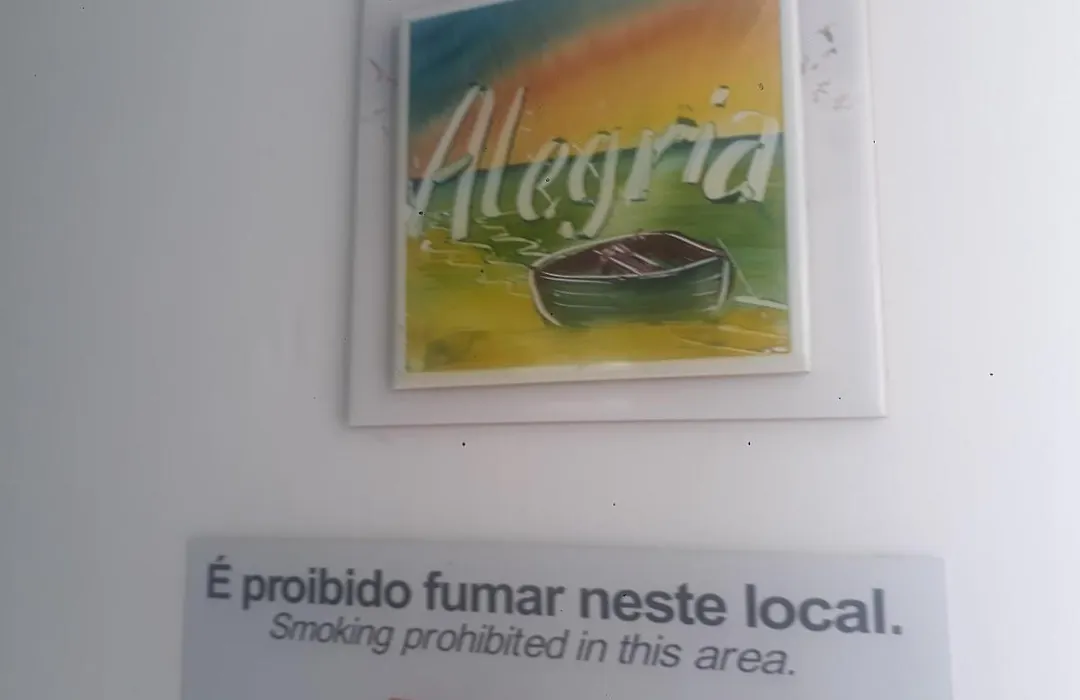 Alegria
É proibido fumar neste local.
Smoking prohibited in this area.